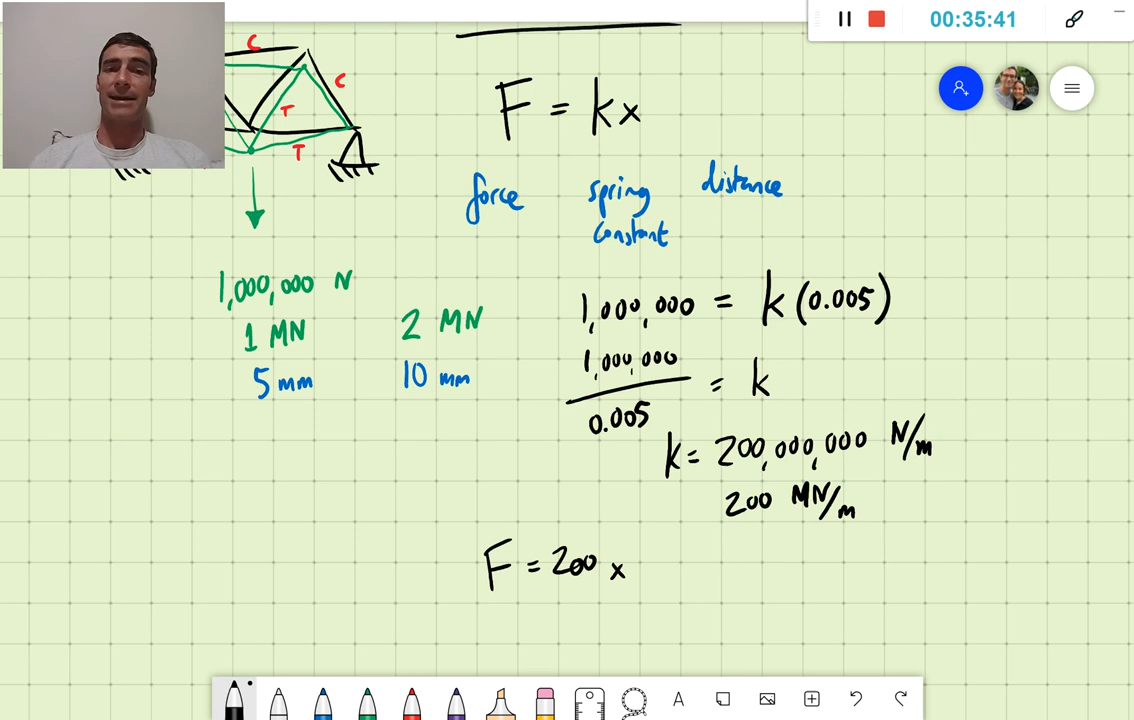 00:35:41
C
C
T
T
F = kx
force spring constant distance
1,000,000 N
1 MN 2 MN
5 mm 10 mm
1,000,000 = k(0.005)
1,000,000
0.005 = k
k = 200,000,000 N/m
200 MN/m
F = 200 x
A